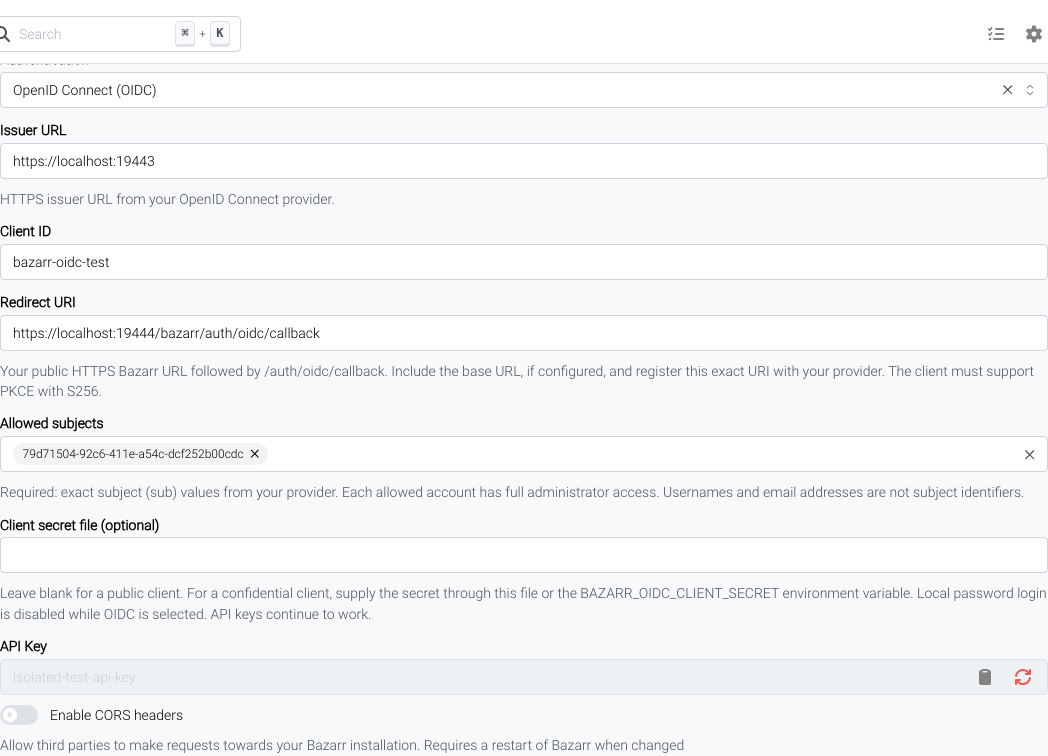 Search ⌘ + K
OpenID Connect (OIDC)
Issuer URL
https://localhost:19443
HTTPS issuer URL from your OpenID Connect provider.
Client ID
bazarr-oidc-test
Redirect URI
https://localhost:19444/bazarr/auth/oidc/callback
Your public HTTPS Bazarr URL followed by /auth/oidc/callback. Include the base URL, if configured, and register this exact URI with your provider. The client must support
PKCE with S256.
Allowed subjects
79d71504-92c6-411e-a54c-dcf252b00cdc
Required: exact subject (sub) values from your provider. Each allowed account has full administrator access. Usernames and email addresses are not subject identifiers.
Client secret file (optional)
Leave blank for a public client. For a confidential client, supply the secret through this file or the BAZARR_OIDC_CLIENT_SECRET environment variable. Local password login
is disabled while OIDC is selected. API keys continue to work.
API Key
isolated-test-api-key
Enable CORS headers
Allow third parties to make requests towards your Bazarr installation. Requires a restart of Bazarr when changed